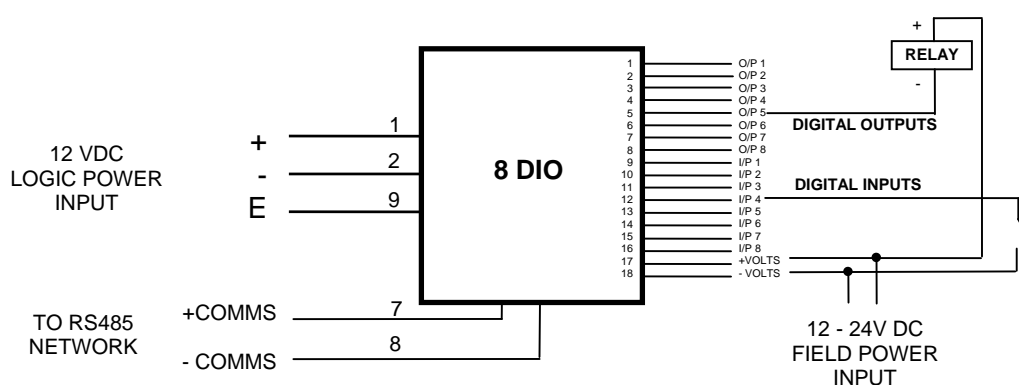 +
RELAY
-
1 O/P 1
2 O/P 2
3 O/P 3
4 O/P 4
5 O/P 5
6 O/P 6
7 O/P 7
8 O/P 8
9 I/P 1
10 I/P 2
11 I/P 3
12 I/P 4
13 I/P 5
14 I/P 6
15 I/P 7
16 I/P 8
17 +VOLTS
18 - VOLTS
DIGITAL OUTPUTS
DIGITAL INPUTS
8 DIO
12 VDC
LOGIC POWER
INPUT
+ 1
- 2
E 9
TO RS485
NETWORK
+COMMS 7
- COMMS 8
12 - 24V DC
FIELD POWER
INPUT